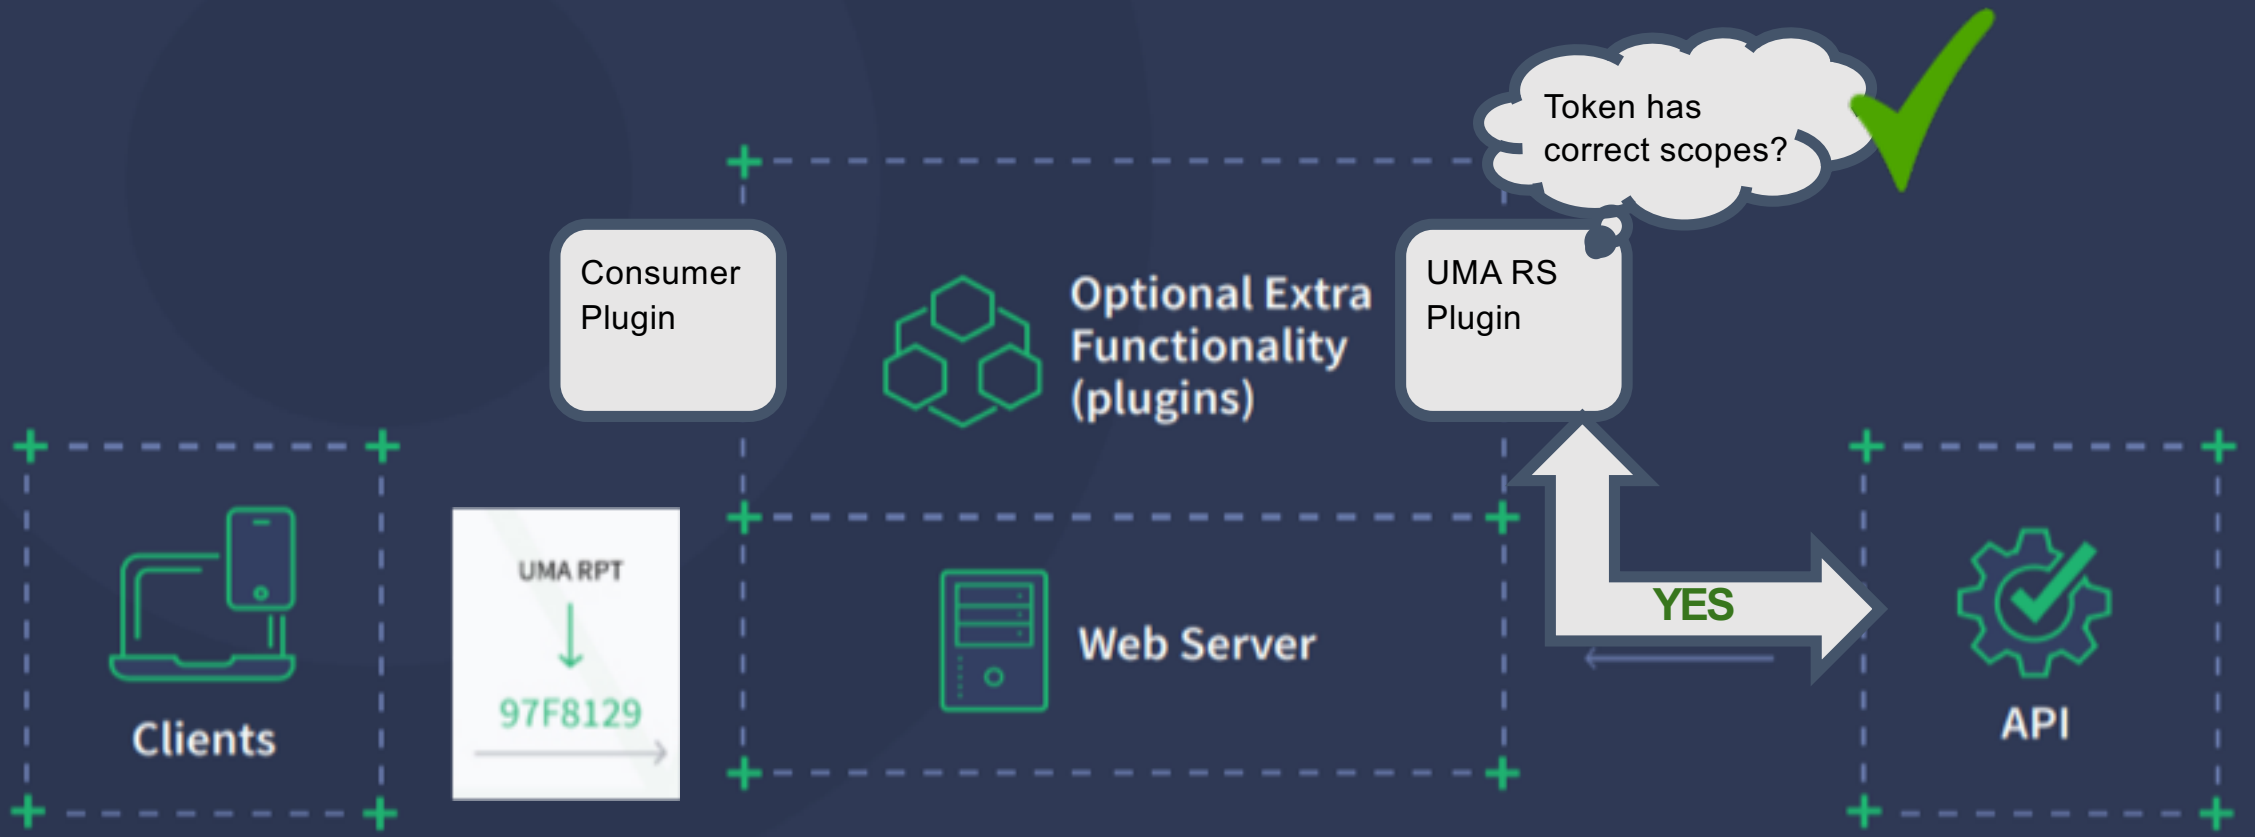 Token has
correct scopes?
Consumer
Plugin
Optional Extra
Functionality
(plugins)
UMA RS
Plugin
UMA RPT
97F8129
Clients
Web Server
YES
API